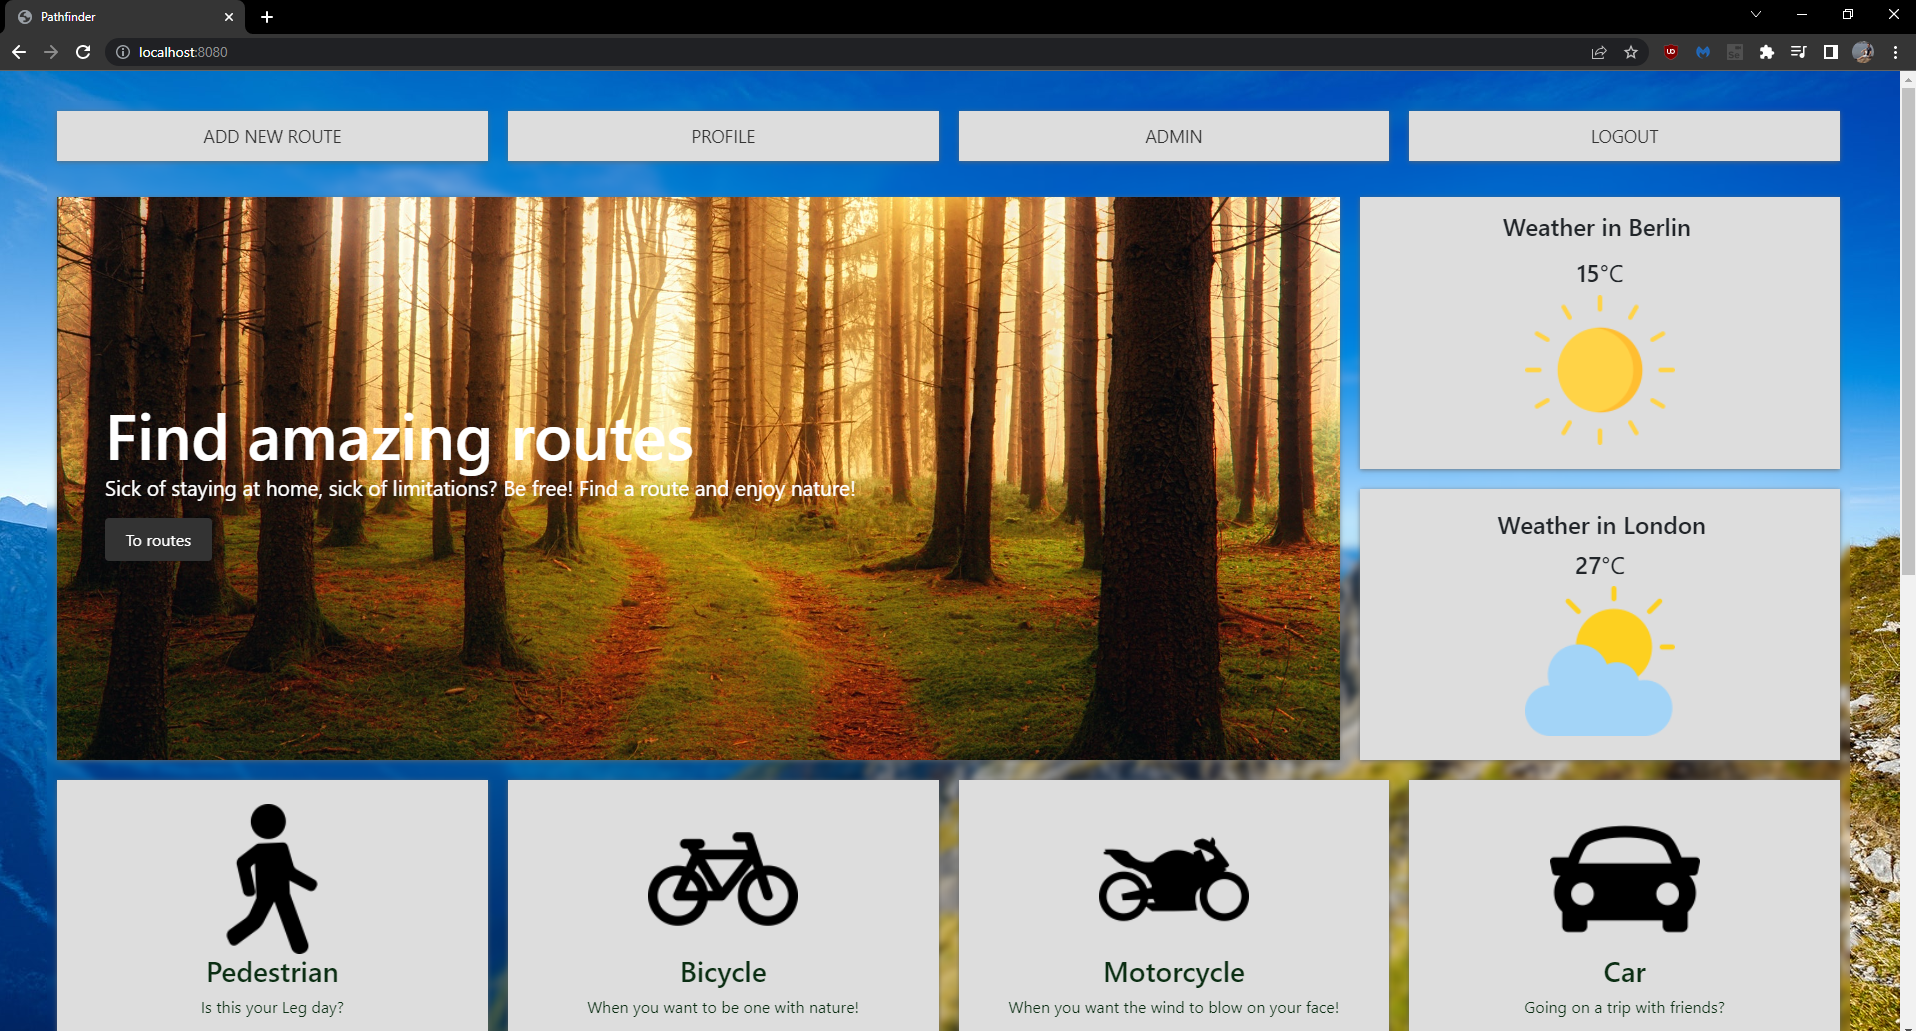 Pathfinder
localhost:8080
ADD NEW ROUTE
PROFILE
ADMIN
LOGOUT
Find amazing routes
Sick of staying at home, sick of limitations? Be free! Find a route and enjoy nature!
To routes
Weather in Berlin
15°C
Weather in London
27°C
Pedestrian
Is this your Leg day?
Bicycle
When you want to be one with nature!
Motorcycle
When you want the wind to blow on your face!
Car
Going on a trip with friends?